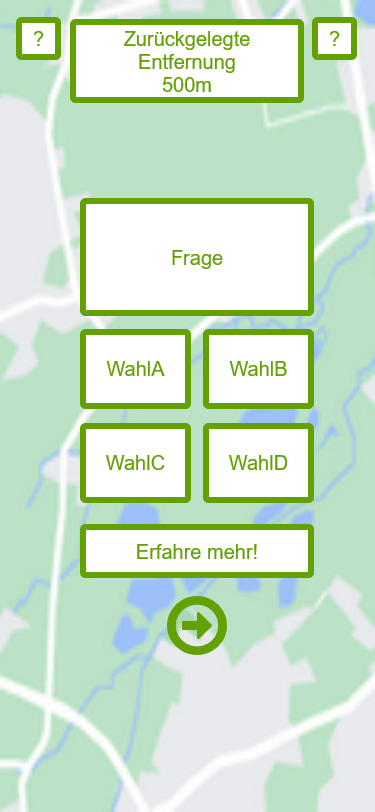 ?
Zurückgelegte
Entfernung
500m
?
Frage
WahlA
WahlB
WahlC
WahlD
Erfahre mehr!